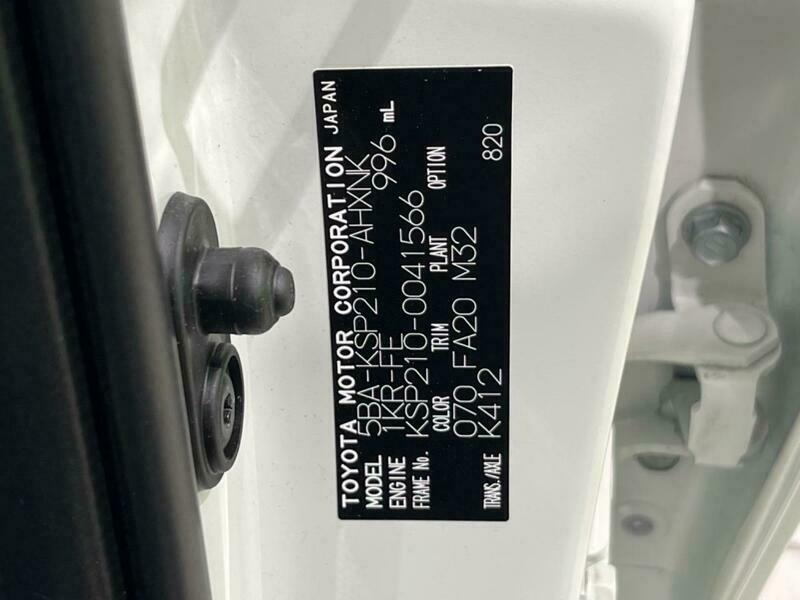 TOYOTA MOTOR CORPORATION JAPAN
MODEL 5BA-KSP210-AHXNK
ENGINE 1KR-FE 996 mL
FRAME No. KSP210-0041566
COLOR TRIM PLANT OPTION
070 FA20 M32
TRANS./AXLE K412 820